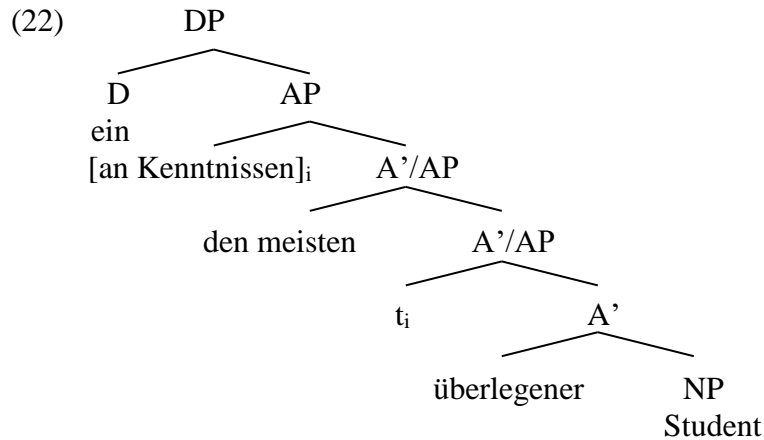 (22) DP
D AP
ein
[an Kenntnissen]i A’/AP
den meisten A’/AP
ti A’
überlegener NP
Student